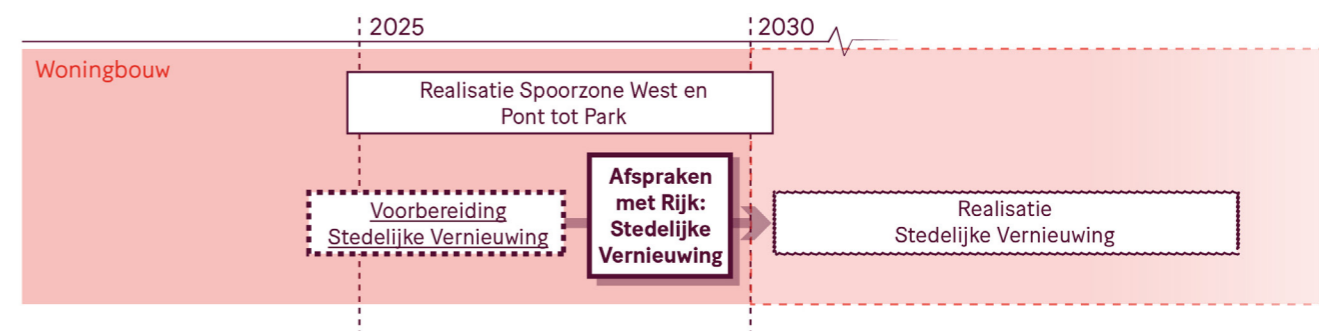 2025
2030
Woningbouw
Realisatie Spoorzone West en
Pont tot Park
Voorbereiding
Stedelijke Vernieuwing
Afspraken
met Rijk:
Stedelijke
Vernieuwing
Realisatie
Stedelijke Vernieuwing